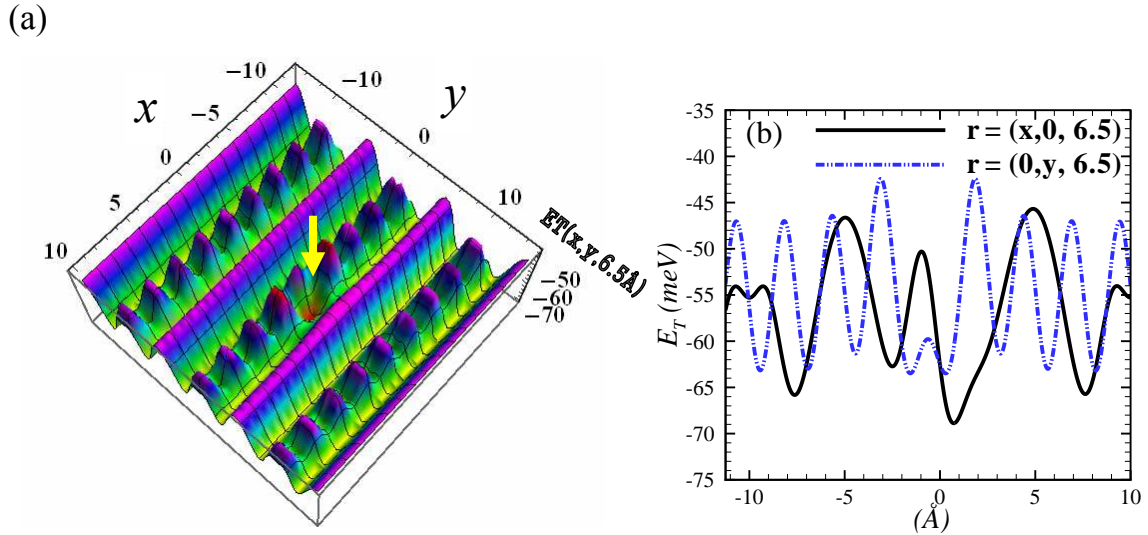 (a)
x
y
−10
−5
0
5
10
−10
0
10
ET(x,y,6.5A)
−50
−60
−70
(b)
r = (x,0, 6.5)
r = (0,y, 6.5)
-35
-40
-45
-50
-55
-60
-65
-70
-75
E_T (meV)
-10
-5
0
5
10
(Å)